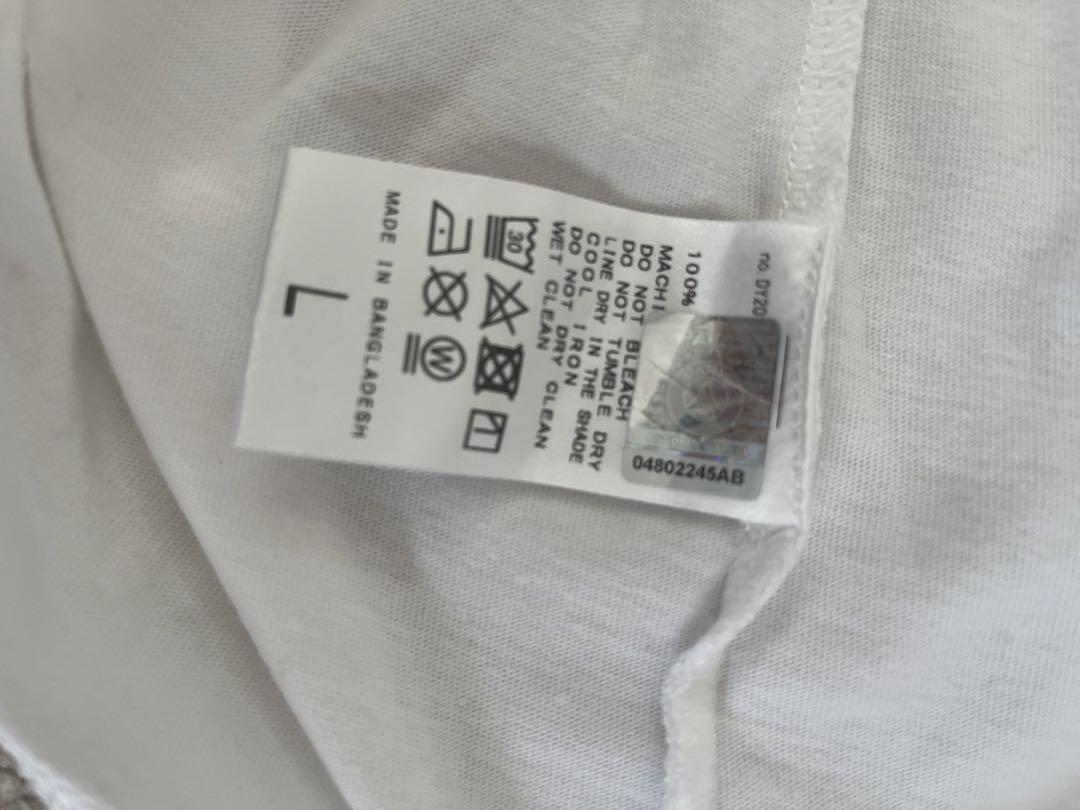 no. DY20
100%
MACHI
DO NOT BLEACH
DO NOT TUMBLE DRY
LINE DRY IN THE SHADE
COOL IRON
DO NOT DRY CLEAN
WET CLEAN
04802245AB
30
W
MADE IN BANGLADESH
L